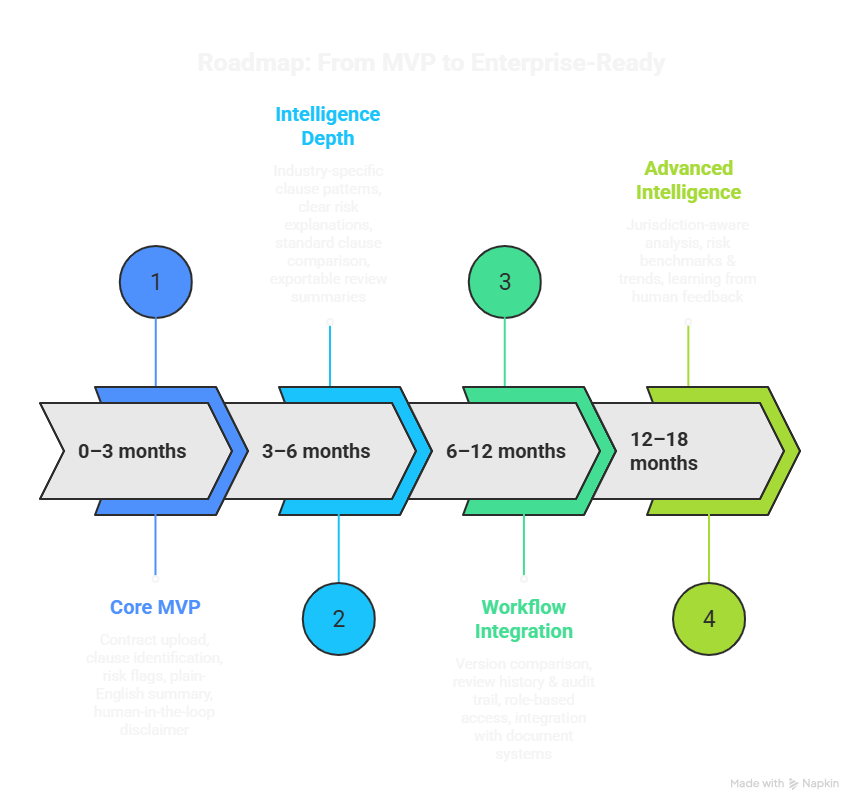 Roadmap: From MVP to Enterprise-Ready
Intelligence
Depth
Industry-specific
clause patterns,
clear risk
explanations,
standard clause
comparison,
exportable review
summaries
Advanced
Intelligence
Jurisdiction-aware
analysis, risk
benchmarks &
trends, learning from
human feedback
1
3
0–3 months
3–6 months
6–12 months
12–18
months
Core MVP
Contract upload,
clause identification,
risk flags, plain-
English summary,
human-in-the-loop
disclaimer
2
Workflow
Integration
Version comparison,
review history & audit
trail, role-based
access, integration
with document
systems
4
Made with Napkin